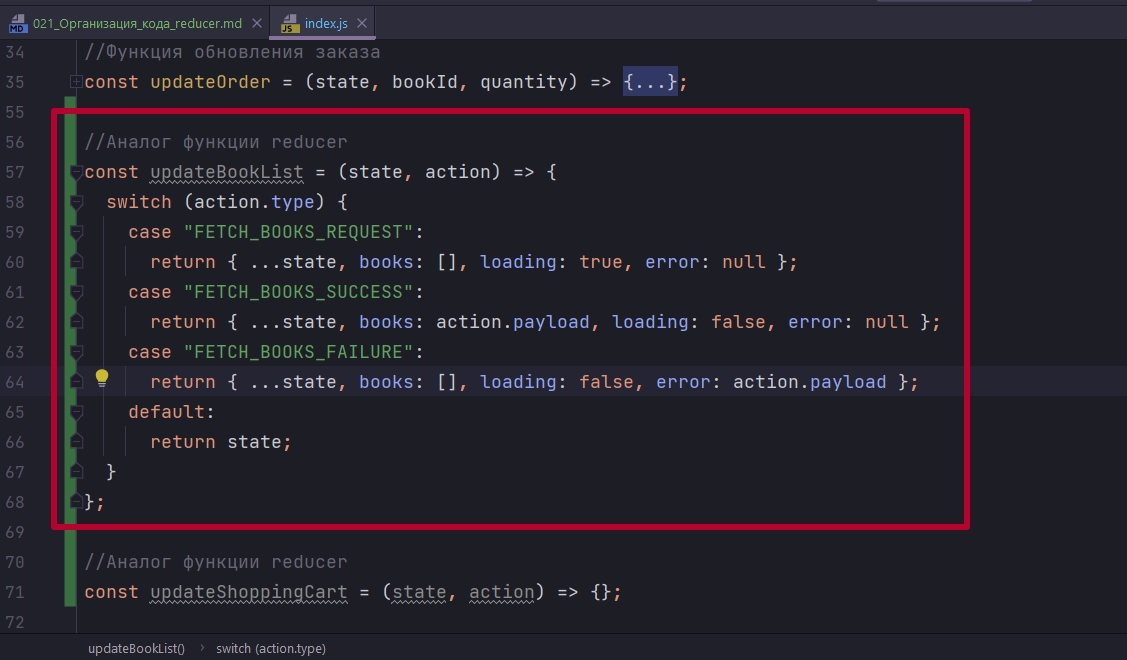 021_Организация_кода_reducer.md index.js
34 //Функция обновления заказа
35 const updateOrder = (state, bookId, quantity) => {...};
55
56 //Аналог функции reducer
57 const updateBookList = (state, action) => {
58 switch (action.type) {
59 case "FETCH_BOOKS_REQUEST":
60 return { ...state, books: [], loading: true, error: null };
61 case "FETCH_BOOKS_SUCCESS":
62 return { ...state, books: action.payload, loading: false, error: null };
63 case "FETCH_BOOKS_FAILURE":
64 return { ...state, books: [], loading: false, error: action.payload };
65 default:
66 return state;
67 }
68 };
69
70 //Аналог функции reducer
71 const updateShoppingCart = (state, action) => {};
72
updateBookList() › switch (action.type)